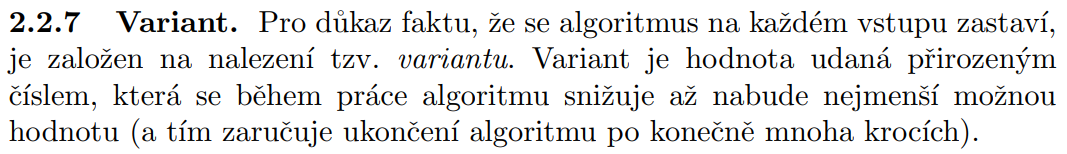 2.2.7 Variant. Pro důkaz faktu, že se algoritmus na každém vstupu zastaví,
je založen na nalezení tzv. variantu. Variant je hodnota udaná přirozeným
číslem, která se během práce algoritmu snižuje až nabude nejmenší možnou
hodnotu (a tím zaručuje ukončení algoritmu po konečně mnoha krocích).